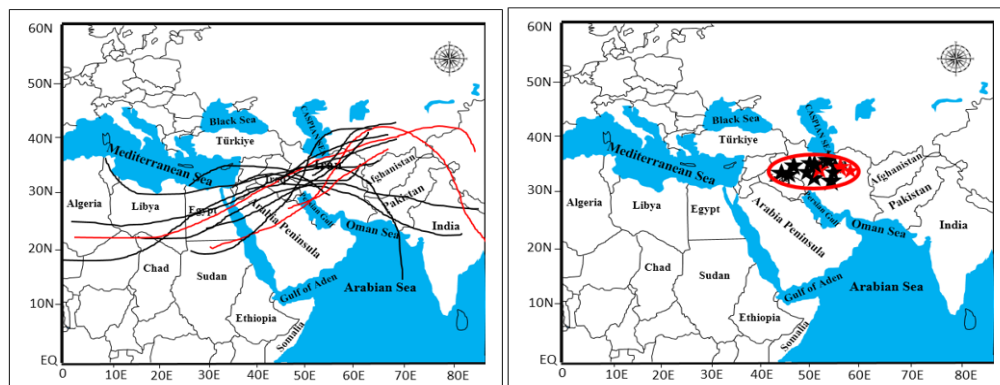 60N
50N
40N
30N
20N
10N
EQ
0
10E
20E
30E
40E
50E
60E
70E
80E
Black Sea
CASPIAN SEA
Türkiye
Mediterranean Sea
Afghanistan
Pakistan
Algeria
Libya
Egypt
Persian Gulf
Oman Sea
India
Arabia Peninsula
Chad
Sudan
Gulf of Aden
Arabian Sea
Ethiopia
Somalia
60N
50N
40N
30N
20N
10N
EQ
0
10E
20E
30E
40E
50E
60E
70E
80E
Black Sea
CASPIAN SEA
Türkiye
Mediterranean Sea
Afghanistan
Pakistan
Algeria
Libya
Egypt
Persian Gulf
Oman Sea
India
Arabia Peninsula
Chad
Sudan
Gulf of Aden
Arabian Sea
Ethiopia
Somalia